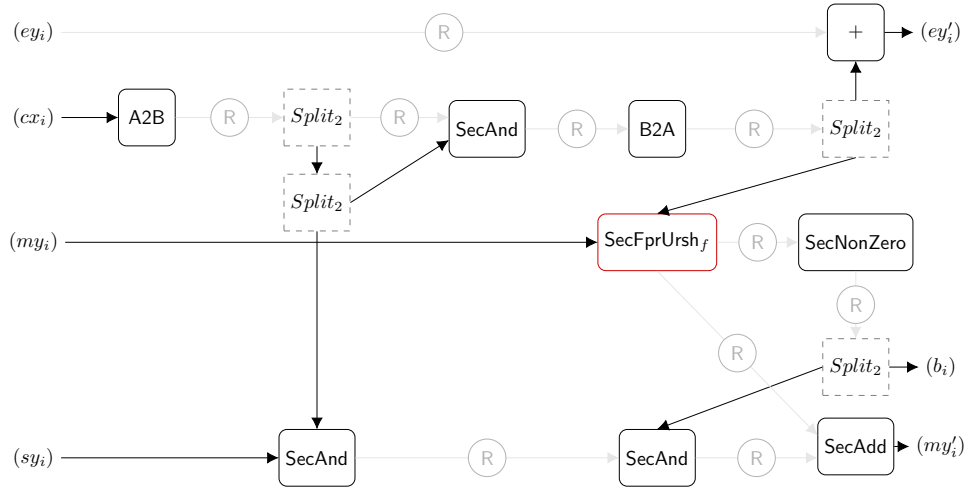 (ey_i) R + (ey'_i)
(cx_i) A2B R Split_2 R SecAnd R B2A R Split_2
Split_2
(my_i) SecFprUrsh_f R SecNonZero
R
R Split_2 (b_i)
(sy_i) SecAnd R SecAnd R SecAdd (my'_i)